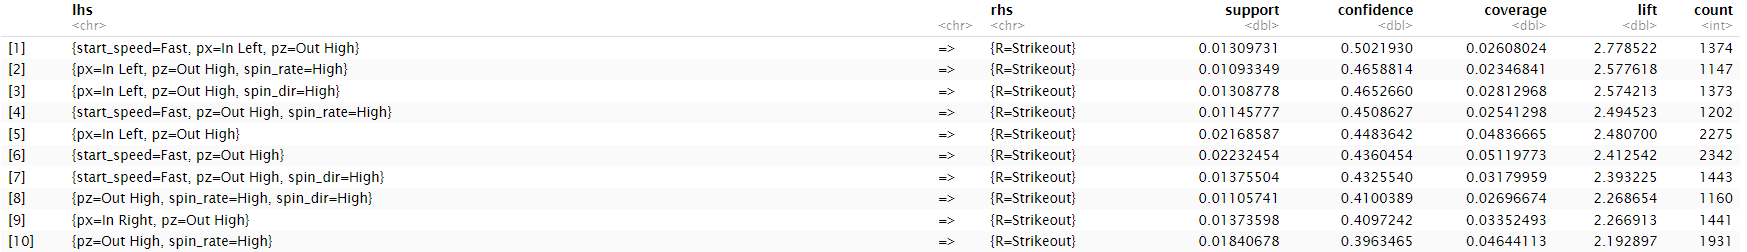 lhs rhs support confidence coverage lift count
<chr> <chr> <chr> <dbl> <dbl> <dbl> <dbl> <int>
[1] {start_speed=Fast, px=In Left, pz=Out High} => {R=Strikeout} 0.01309731 0.5021930 0.02608024 2.778522 1374
[2] {px=In Left, pz=Out High, spin_rate=High} => {R=Strikeout} 0.01093349 0.4658814 0.02346841 2.577618 1147
[3] {px=In Left, pz=Out High, spin_dir=High} => {R=Strikeout} 0.01308778 0.4652660 0.02812968 2.574213 1373
[4] {start_speed=Fast, pz=Out High, spin_rate=High} => {R=Strikeout} 0.01145777 0.4508627 0.02541298 2.494523 1202
[5] {px=In Left, pz=Out High} => {R=Strikeout} 0.02168587 0.4483642 0.04836665 2.480700 2275
[6] {start_speed=Fast, pz=Out High} => {R=Strikeout} 0.02232454 0.4360454 0.05119773 2.412542 2342
[7] {start_speed=Fast, pz=Out High, spin_dir=High} => {R=Strikeout} 0.01375504 0.4325540 0.03179959 2.393225 1443
[8] {pz=Out High, spin_rate=High, spin_dir=High} => {R=Strikeout} 0.01105741 0.4100389 0.02696674 2.268654 1160
[9] {px=In Right, pz=Out High} => {R=Strikeout} 0.01373598 0.4097242 0.03352493 2.266913 1441
[10] {pz=Out High, spin_rate=High} => {R=Strikeout} 0.01840678 0.3963465 0.04644113 2.192897 1931